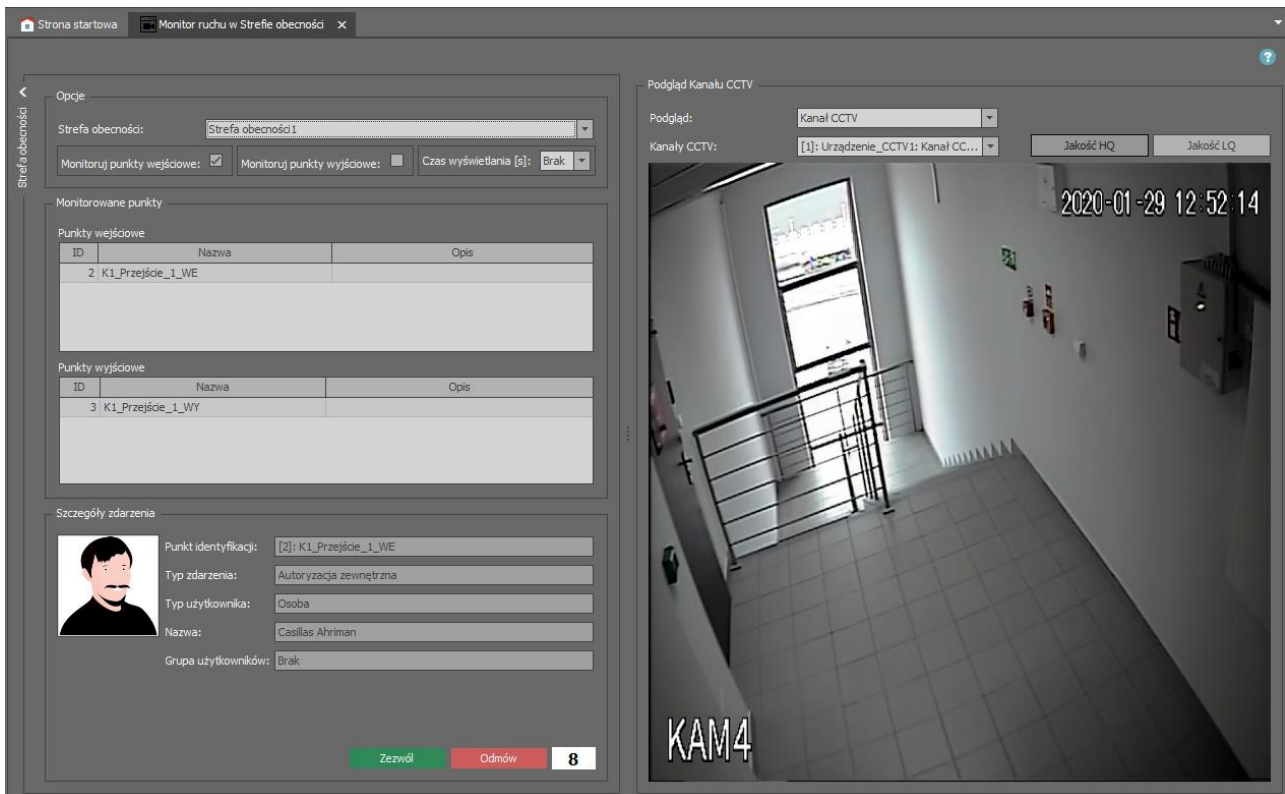 Strona startowa
Monitor ruchu w Strefie obecności
Strefa obecności
Opcje
Strefa obecności: Strefa obecności1
Monitoruj punkty wejściowe:
Monitoruj punkty wyjściowe:
Czas wyświetlania [s]: Brak
Monitorowane punkty
Punkty wejściowe
ID Nazwa Opis
2 K1_Przejście_1_WE
Punkty wyjściowe
ID Nazwa Opis
3 K1_Przejście_1_WY
Szczegóły zdarzenia
Punkt identyfikacji: [2]: K1_Przejście_1_WE
Typ zdarzenia: Autoryzacja zewnętrzna
Typ użytkownika: Osoba
Nazwa: Casillas Ahriman
Grupa użytkowników: Brak
Zezwól Odmów 8
Podgląd Kanału CCTV
Podgląd: Kanał CCTV
Kanały CCTV: [1]: Urządzenie_CCTV1: Kanał CC... Jakość HQ Jakość LQ
2020-01-29 12:52:14
KAM4